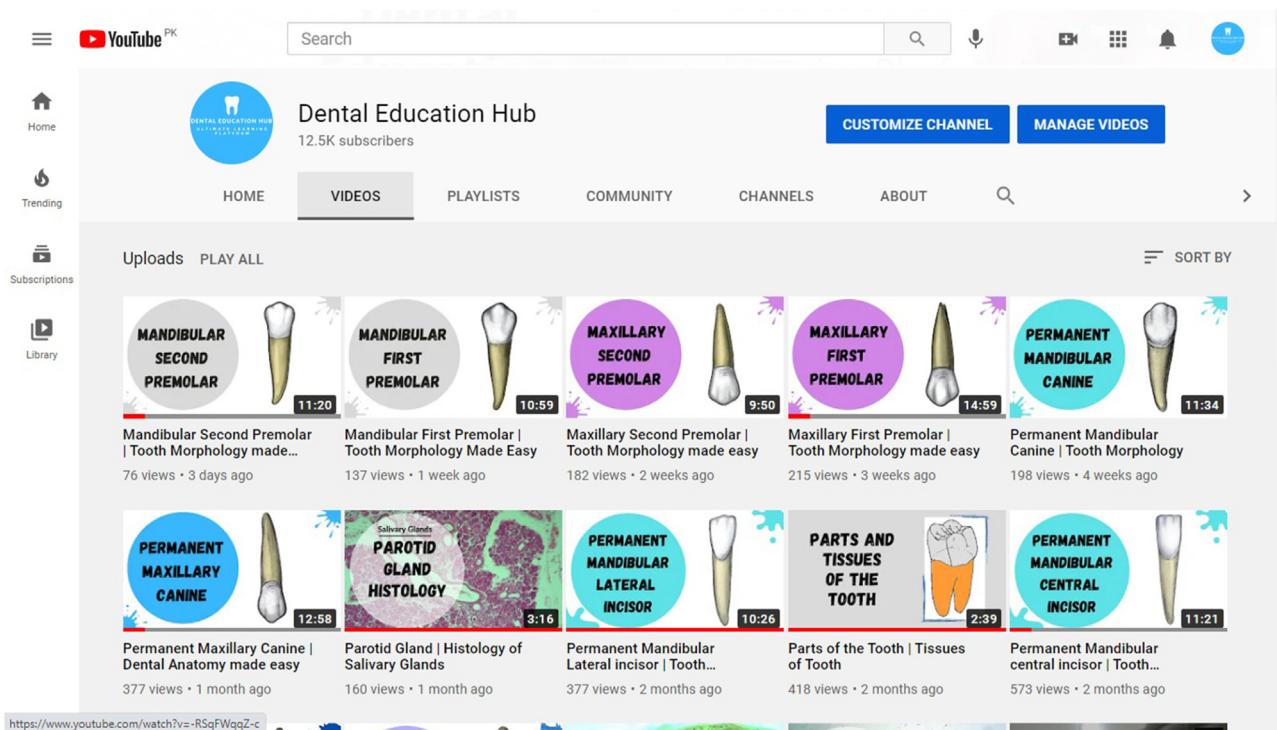 YouTube PK
Search
Home
Trending
Subscriptions
Library
DENTAL EDUCATION HUB
ULTIMATE LEARNING
PLATFORM
Dental Education Hub
12.5K subscribers
CUSTOMIZE CHANNEL
MANAGE VIDEOS
HOME
VIDEOS
PLAYLISTS
COMMUNITY
CHANNELS
ABOUT
Uploads
PLAY ALL
SORT BY
MANDIBULAR
SECOND
PREMOLAR
11:20
Mandibular Second Premolar
| Tooth Morphology made...
76 views • 3 days ago
MANDIBULAR
FIRST
PREMOLAR
10:59
Mandibular First Premolar |
Tooth Morphology Made Easy
137 views • 1 week ago
MAXILLARY
SECOND
PREMOLAR
9:50
Maxillary Second Premolar |
Tooth Morphology made easy
182 views • 2 weeks ago
MAXILLARY
FIRST
PREMOLAR
14:59
Maxillary First Premolar |
Tooth Morphology made easy
215 views • 3 weeks ago
PERMANENT
MANDIBULAR
CANINE
11:34
Permanent Mandibular
Canine | Tooth Morphology
198 views • 4 weeks ago
PERMANENT
MAXILLARY
CANINE
12:58
Permanent Maxillary Canine |
Dental Anatomy made easy
377 views • 1 month ago
Salivary Glands
PAROTID
GLAND
HISTOLOGY
3:16
Parotid Gland | Histology of
Salivary Glands
160 views • 1 month ago
PERMANENT
MANDIBULAR
LATERAL
INCISOR
10:26
Permanent Mandibular
Lateral incisor | Tooth...
377 views • 2 months ago
PARTS AND
TISSUES
OF THE
TOOTH
2:39
Parts of the Tooth | Tissues
of Tooth
418 views • 2 months ago
PERMANENT
MANDIBULAR
CENTRAL
INCISOR
11:21
Permanent Mandibular
central incisor | Tooth...
573 views • 2 months ago
https://www.youtube.com/watch?v=-RSqFWqqZ-c